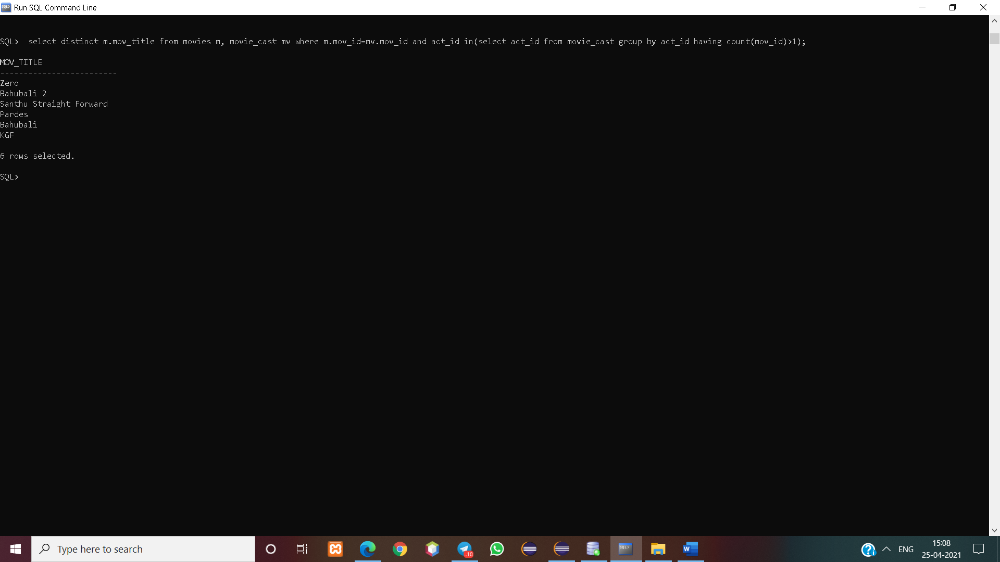 Run SQL Command Line
SQL>  select distinct m.mov_title from movies m, movie_cast mv where m.mov_id=mv.mov_id and act_id in(select act_id from movie_cast group by act_id having count(mov_id)>1);
MOV_TITLE
-------------------------
Zero
Bahubali 2
Santhu Straight Forward
Pardes
Bahubali
KGF
6 rows selected.
SQL>
Type here to search
..10
SQL>
W
ENG
15:08
25-04-2021